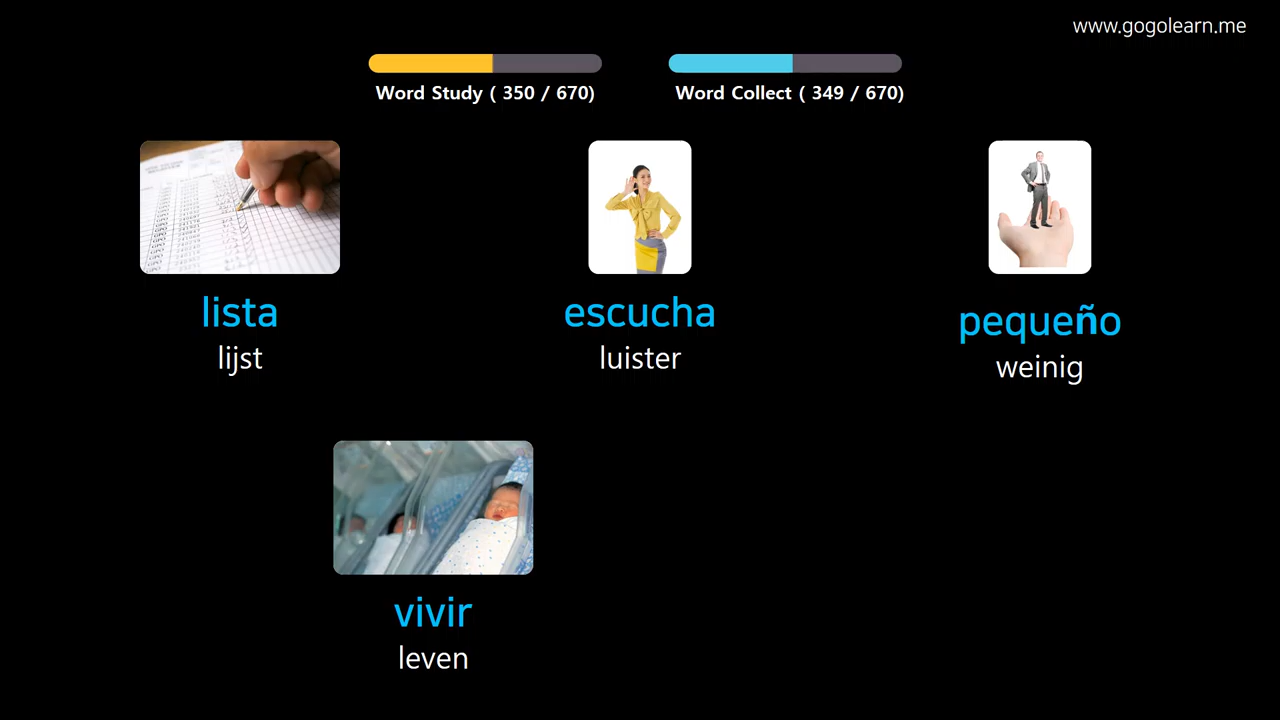 www.gogolearn.me
Word Study ( 350 / 670)
Word Collect ( 349 / 670)
lista
lijst
escucha
luister
pequeño
weinig
vivir
leven